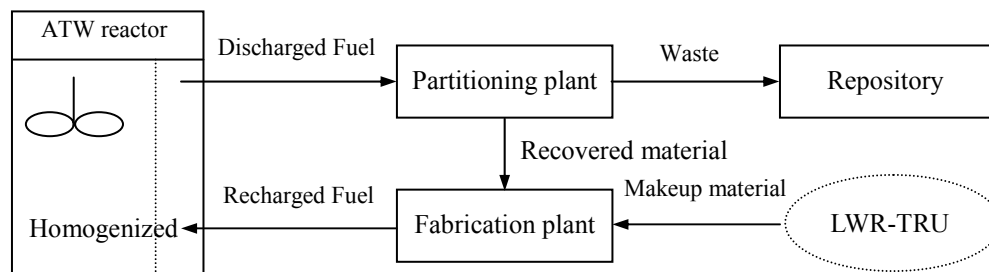 ATW reactor
Discharged Fuel
Partitioning plant
Waste
Repository
Recovered material
Homogenized
Recharged Fuel
Fabrication plant
Makeup material
LWR-TRU